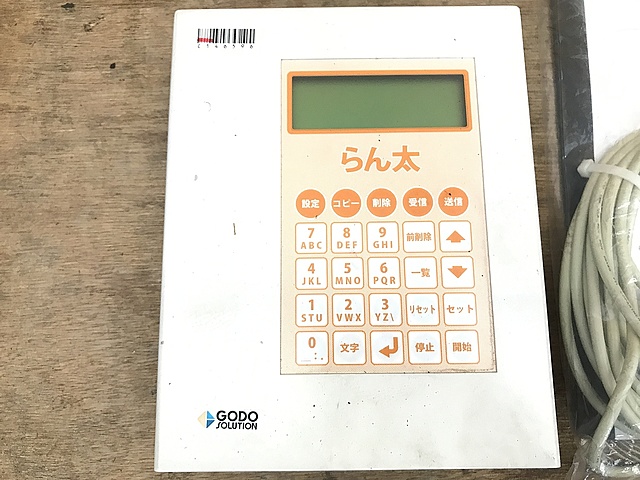 C146596
らん太
設定 コピー 削除 受信 送信
7 8 9 前削除
ABC DEF GHI
4 5 6 一覧
JKL MNO PQR
1 2 3 リセット セット
STU VWX YZ\
0 文字 停止 開始
GODO
SOLUTION